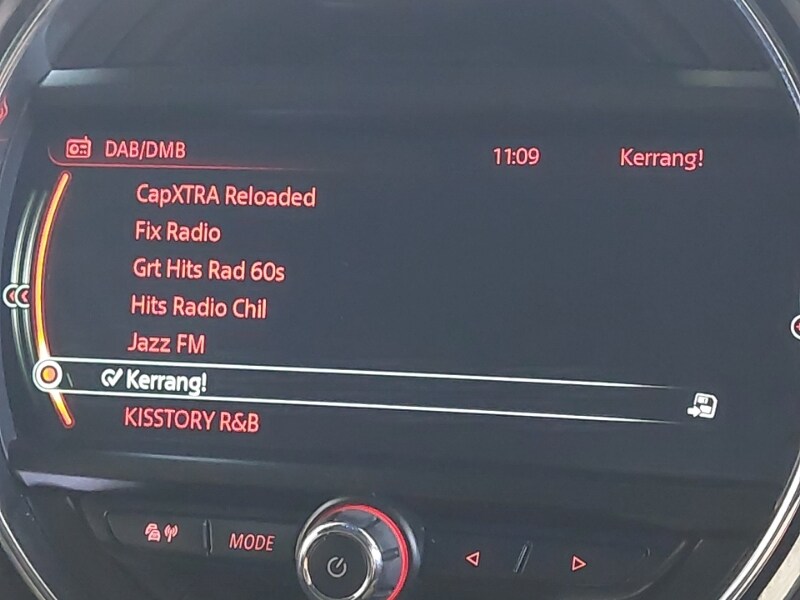 DAB/DMB 11:09 Kerrang!
CapXTRA Reloaded
Fix Radio
Grt Hits Rad 60s
Hits Radio Chil
Jazz FM
Kerrang!
KISSTORY R&B
MODE